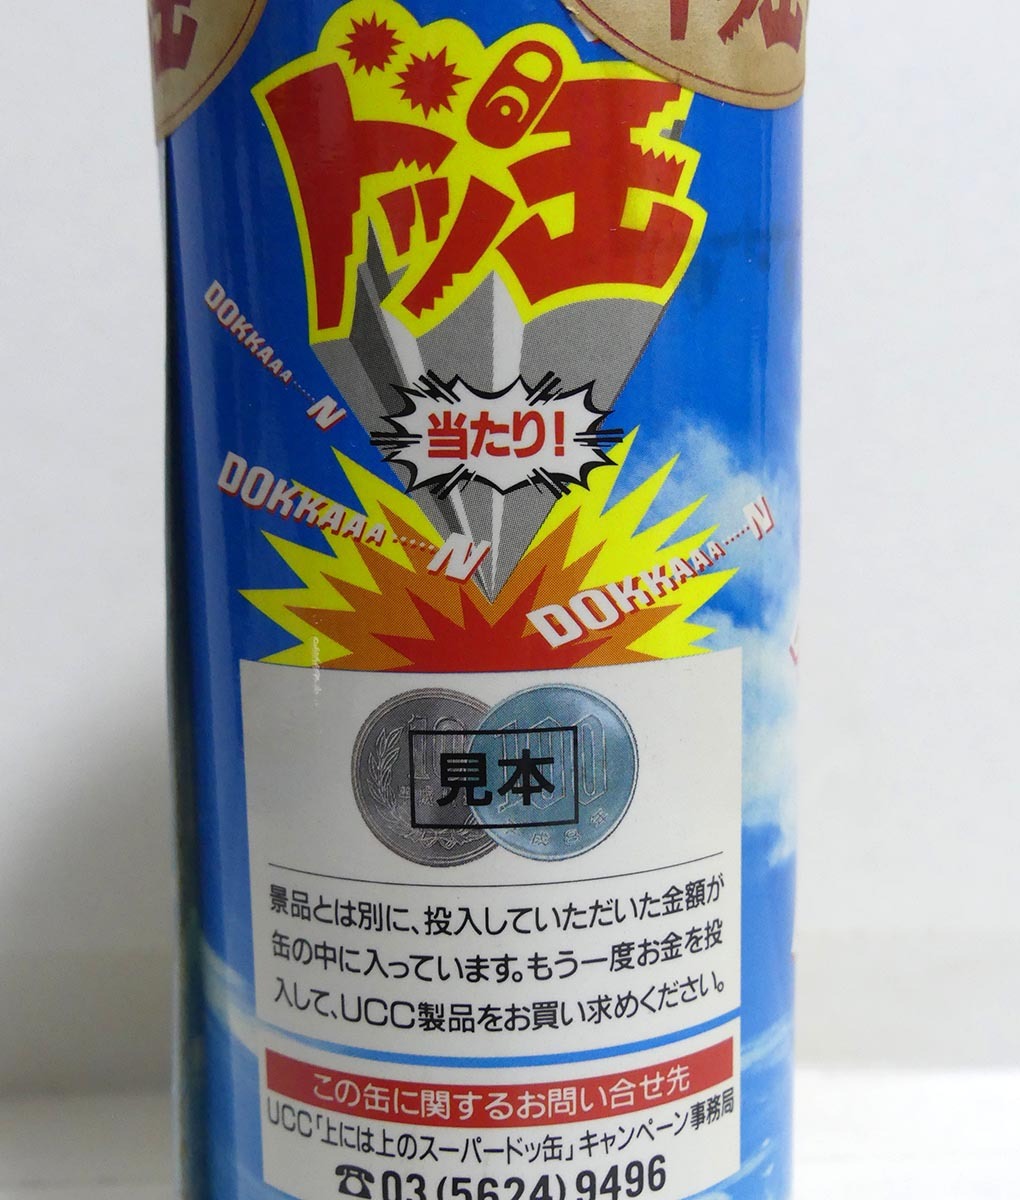 ドッ缶
当たり!
DOKKAAA……N
DOKKAAA……N
DOKKAAA……N
見本
景品とは別に、投入していただいた金額が
缶の中に入っています。もう一度お金を投
入して、UCC製品をお買い求めください。
この缶に関するお問い合せ先
UCC「上には上のスーパードッ缶」キャンペーン事務局
☎03(5624)9496